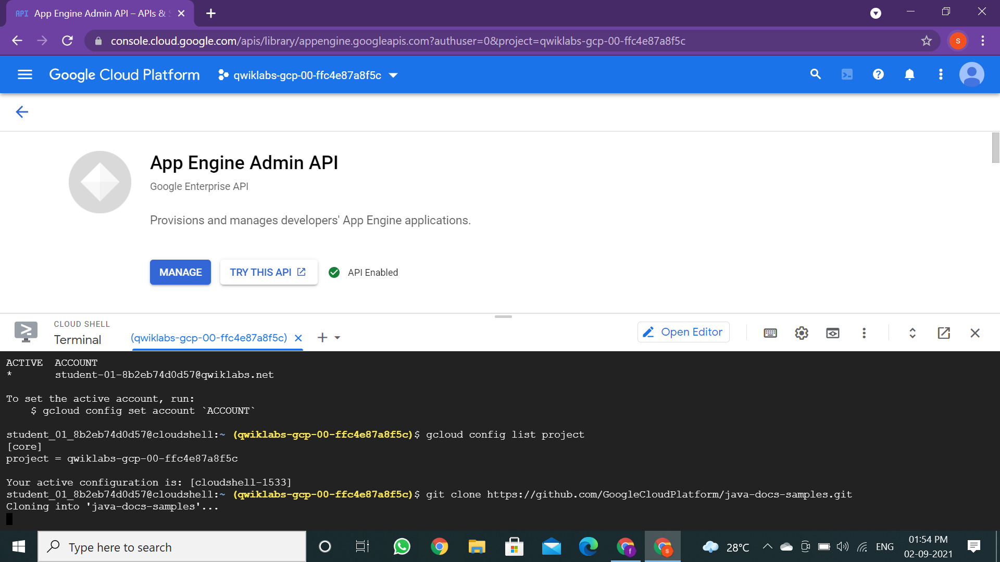 API App Engine Admin API – APIs &
console.cloud.google.com/apis/library/appengine.googleapis.com?authuser=0&project=qwiklabs-gcp-00-ffc4e87a8f5c
s
Google Cloud Platform
qwiklabs-gcp-00-ffc4e87a8f5c
App Engine Admin API
Google Enterprise API
Provisions and manages developers' App Engine applications.
MANAGE
TRY THIS API
API Enabled
CLOUD SHELL
Terminal
(qwiklabs-gcp-00-ffc4e87a8f5c)
Open Editor
ACTIVE  ACCOUNT
*       student-01-8b2eb74d0d57@qwiklabs.net
To set the active account, run:
    $ gcloud config set account `ACCOUNT`
student_01_8b2eb74d0d57@cloudshell:~ (qwiklabs-gcp-00-ffc4e87a8f5c)$ gcloud config list project
[core]
project = qwiklabs-gcp-00-ffc4e87a8f5c
Your active configuration is: [cloudshell-1533]
student_01_8b2eb74d0d57@cloudshell:~ (qwiklabs-gcp-00-ffc4e87a8f5c)$ git clone https://github.com/GoogleCloudPlatform/java-docs-samples.git
Cloning into 'java-docs-samples'...
Type here to search
f
s
28°C
ENG
01:54 PM
02-09-2021